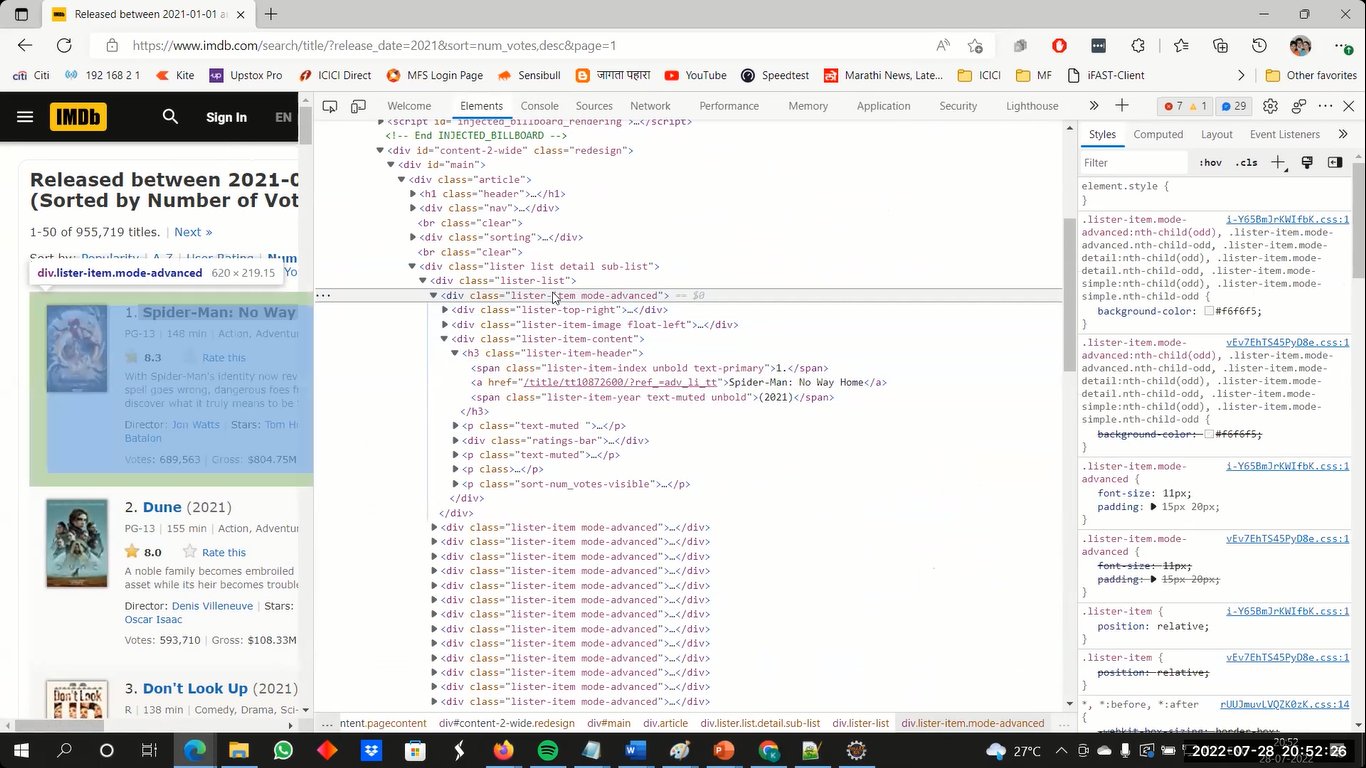 Released between 2021-01-01 a
https://www.imdb.com/search/title/?release_date=2021&sort=num_votes,desc&page=1
Citi 192 168 2 1 Kite Upstox Pro ICICI Direct MFS Login Page Sensibull जागता पहारा YouTube Speedtest Marathi News, Late... ICICI MF iFAST-Client Other favorites
IMDb Sign In EN
Released between 2021-0
(Sorted by Number of Vot
1-50 of 955,719 titles. | Next »
div.lister-item.mode-advanced 620 × 219.15
1. Spider-Man: No Way
PG-13 | 148 min | Action, Adventur
8.3 Rate this
With Spider-Man's identity now rev
spell goes wrong, dangerous foes f
discover what it truly means to be
Director: Jon Watts | Stars: Tom Ho
Batalon
Votes: 689,563 | Gross: $804.75M
2. Dune (2021)
PG-13 | 155 min | Action, Adventur
8.0 Rate this
A noble family becomes embroiled
asset while its heir becomes trouble
Director: Denis Villeneuve | Stars:
Oscar Isaac
Votes: 593,710 | Gross: $108.33M
3. Don't Look Up (2021)
R | 138 min | Comedy, Drama, Sci-
Welcome Elements Console Sources Network Performance Memory Application Security Lighthouse 7 1 29
<script id="injected_billboard_rendering">…</script>
<!-- End INJECTED_BILLBOARD -->
<div id="content-2-wide" class="redesign">
<div id="main">
<div class="article">
<h1 class="header">…</h1>
<div class="nav">…</div>
<br class="clear">
<div class="sorting">…</div>
<br class="clear">
<div class="lister list detail sub-list">
<div class="lister-list">
<div class="lister-item mode-advanced"> == $0
<div class="lister-top-right">…</div>
<div class="lister-item-image float-left">…</div>
<div class="lister-item-content">
<h3 class="lister-item-header">
<span class="lister-item-index unbold text-primary">1.</span>
<a href="/title/tt10872600/?ref_=adv_li_tt">Spider-Man: No Way Home</a>
<span class="lister-item-year text-muted unbold">(2021)</span>
</h3>
<p class="text-muted ">…</p>
<div class="ratings-bar">…</div>
<p class="text-muted">…</p>
<p class>…</p>
<p class="sort-num_votes-visible">…</p>
</div>
</div>
<div class="lister-item mode-advanced">…</div>
<div class="lister-item mode-advanced">…</div>
<div class="lister-item mode-advanced">…</div>
<div class="lister-item mode-advanced">…</div>
<div class="lister-item mode-advanced">…</div>
<div class="lister-item mode-advanced">…</div>
<div class="lister-item mode-advanced">…</div>
<div class="lister-item mode-advanced">…</div>
<div class="lister-item mode-advanced">…</div>
<div class="lister-item mode-advanced">…</div>
<div class="lister-item mode-advanced">…</div>
<div class="lister-item mode-advanced">…</div>
<div class="lister-item mode-advanced">…</div>
... ntent.pagecontent div#content-2-wide.redesign div#main div.article div.lister.list.detail.sub-list div.lister-list div.lister-item.mode-advanced ...
Styles Computed Layout Event Listeners
Filter :hov .cls
element.style {
}
.lister-item.mode- i-Y65BmJrKWIfbK.css:1
advanced:nth-child(odd), .lister-item.mode-
advanced:nth-child(odd), .lister-item.mode-
detail:nth-child(odd), .lister-item.mode-
detail:nth-child(odd), .lister-item.mode-
simple:nth-child(odd), .lister-item.mode-
simple:nth-child(odd {
background-color: #f6f6f5;
}
.lister-item.mode- vEv7EhTS45PyD8e.css:1
advanced:nth-child(odd), .lister-item.mode-
advanced:nth-child(odd), .lister-item.mode-
detail:nth-child(odd), .lister-item.mode-
simple:nth-child(odd), .lister-item.mode-
simple.nth-child(odd {
background-color: #f6f6f5;
}
.lister-item.mode- i-Y65BmJrKWIfbK.css:1
advanced {
font-size: 11px;
padding: 15px 20px;
}
.lister-item.mode- vEv7EhTS45PyD8e.css:1
advanced {
font-size: 11px;
padding: 15px 20px;
}
.lister-item { i-Y65BmJrKWIfbK.css:1
position: relative;
}
.lister-item { vEv7EhTS45PyD8e.css:1
position: relative;
}
*, *:before, *:after rUUJmuvLVQZK0zK.css:14
{
27°C 2022-07-28 20:52:26